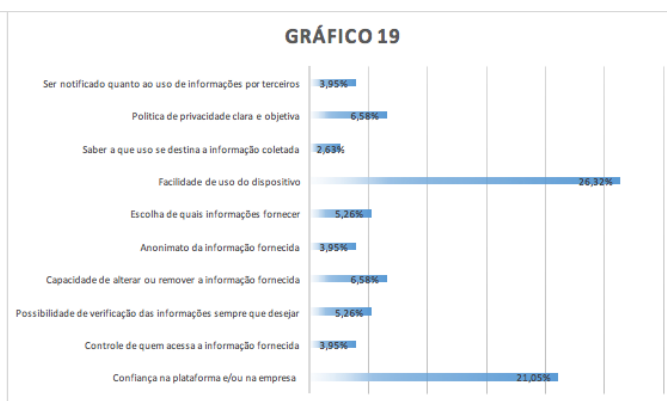 GRÁFICO 19
Ser notificado quanto ao uso de informações por terceiros 3,95%
Politica de privacidade clara e objetiva 6,58%
Saber a que uso se destina a informação coletada 2,63%
Facilidade de uso do dispositivo 26,32%
Escolha de quais informações fornecer 5,26%
Anonimato da informação fornecida 3,95%
Capacidade de alterar ou remover a informação fornecida 6,58%
Possibilidade de verificação das informações sempre que desejar 5,26%
Controle de quem acessa a informação fornecida 3,95%
Confiança na plataforma e/ou na empresa 21,05%